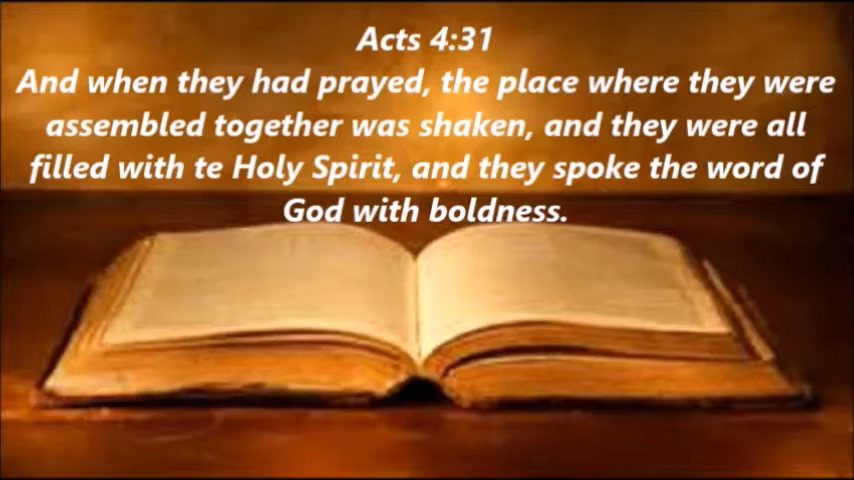 Acts 4:31
And when they had prayed, the place where they were
assembled together was shaken, and they were all
filled with te Holy Spirit, and they spoke the word of
God with boldness.